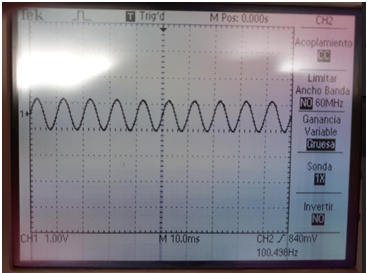 Tek
T Trig'd
M Pos: 0.000s
CH2
Acoplamiento
CC
Limitar
Ancho Banda
NO 60MHz
Ganancia
Variable
Gruesa
Sonda
1X
Invertir
NO
1
CH1 1.00V
M 10.0ms
CH2 / 840mV
100.498Hz